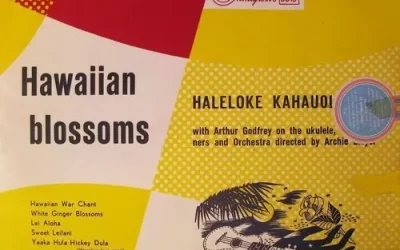 Hawaiian
blossoms
HALELOKE KAHAUOI
with Arthur Godfrey on the ukulele,
ners and Orchestra directed by Archie
Hawaiian War Chant
White Ginger Blossoms
Lei Aloha
Sweet Leilani
Yaaka Hula Hickey Dula